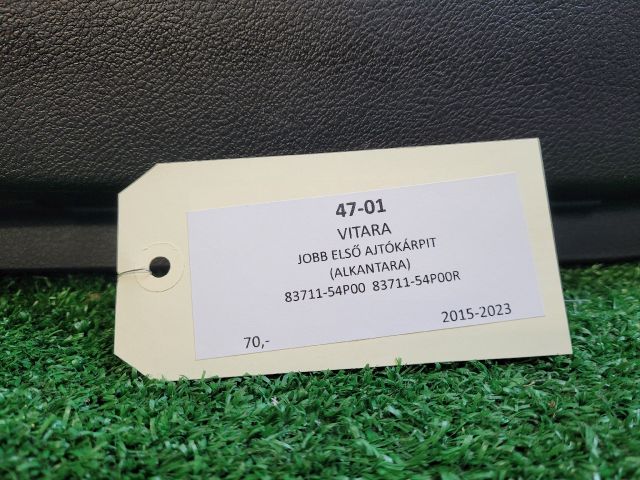 47-01
VITARA
JOBB ELSŐ AJTÓKÁRPIT
(ALKANTARA)
83711-54P00 83711-54P00R
70,- 2015-2023